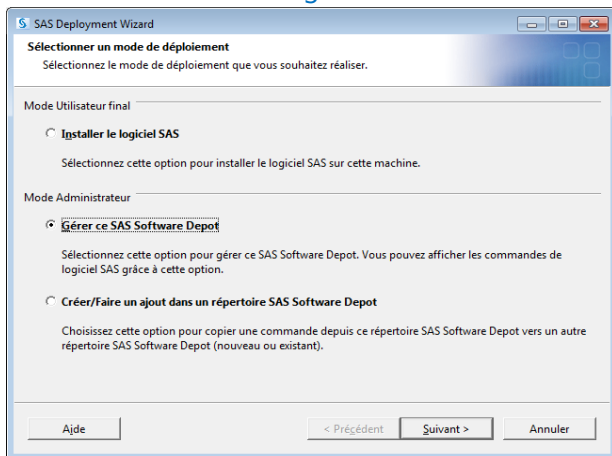 SAS Deployment Wizard
Sélectionner un mode de déploiement
Sélectionnez le mode de déploiement que vous souhaitez réaliser.
Mode Utilisateur final
Installer le logiciel SAS
Sélectionnez cette option pour installer le logiciel SAS sur cette machine.
Mode Administrateur
Gérer ce SAS Software Depot
Sélectionnez cette option pour gérer ce SAS Software Depot. Vous pouvez afficher les commandes de
logiciel SAS grâce à cette option.
Créer/Faire un ajout dans un répertoire SAS Software Depot
Choisissez cette option pour copier une commande depuis ce répertoire SAS Software Depot vers un autre
répertoire SAS Software Depot (nouveau ou existant).
Aide < Précédent Suivant > Annuler